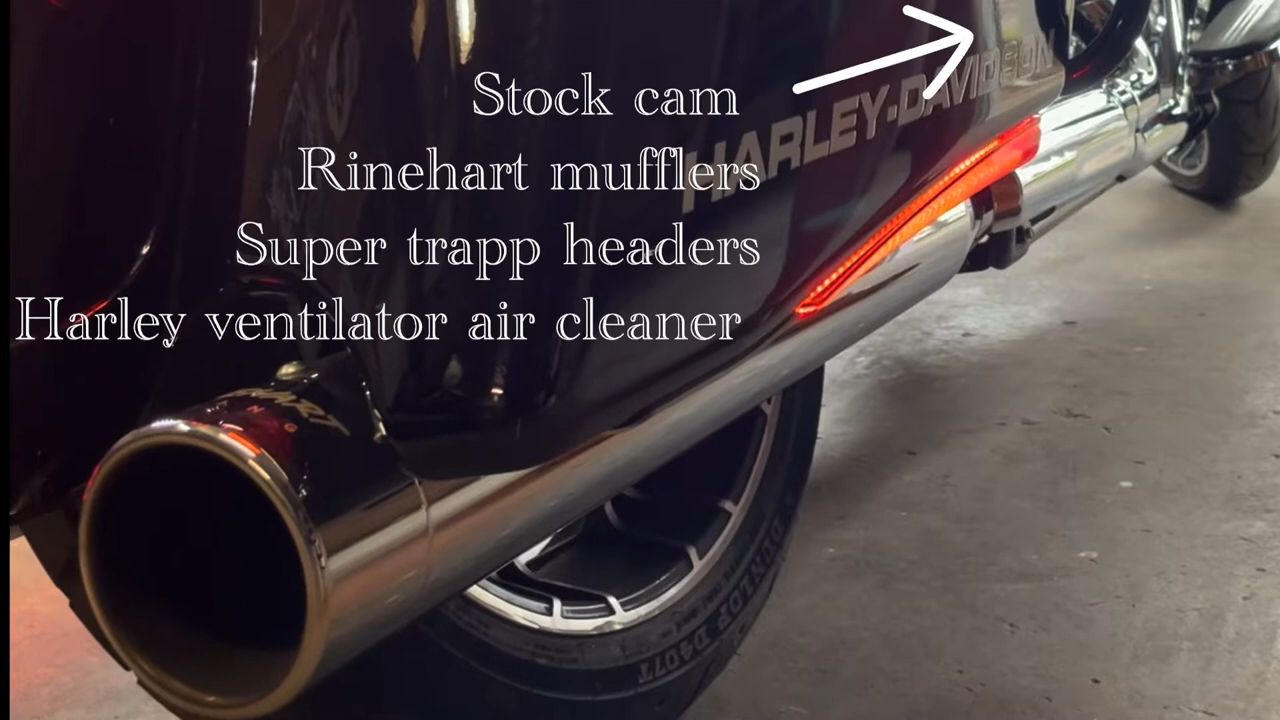 Stock cam
HARLEY-DAVIDSON
Rinehart mufflers
Super trapp headers
Harley ventilator air cleaner
DUNLOP D407T